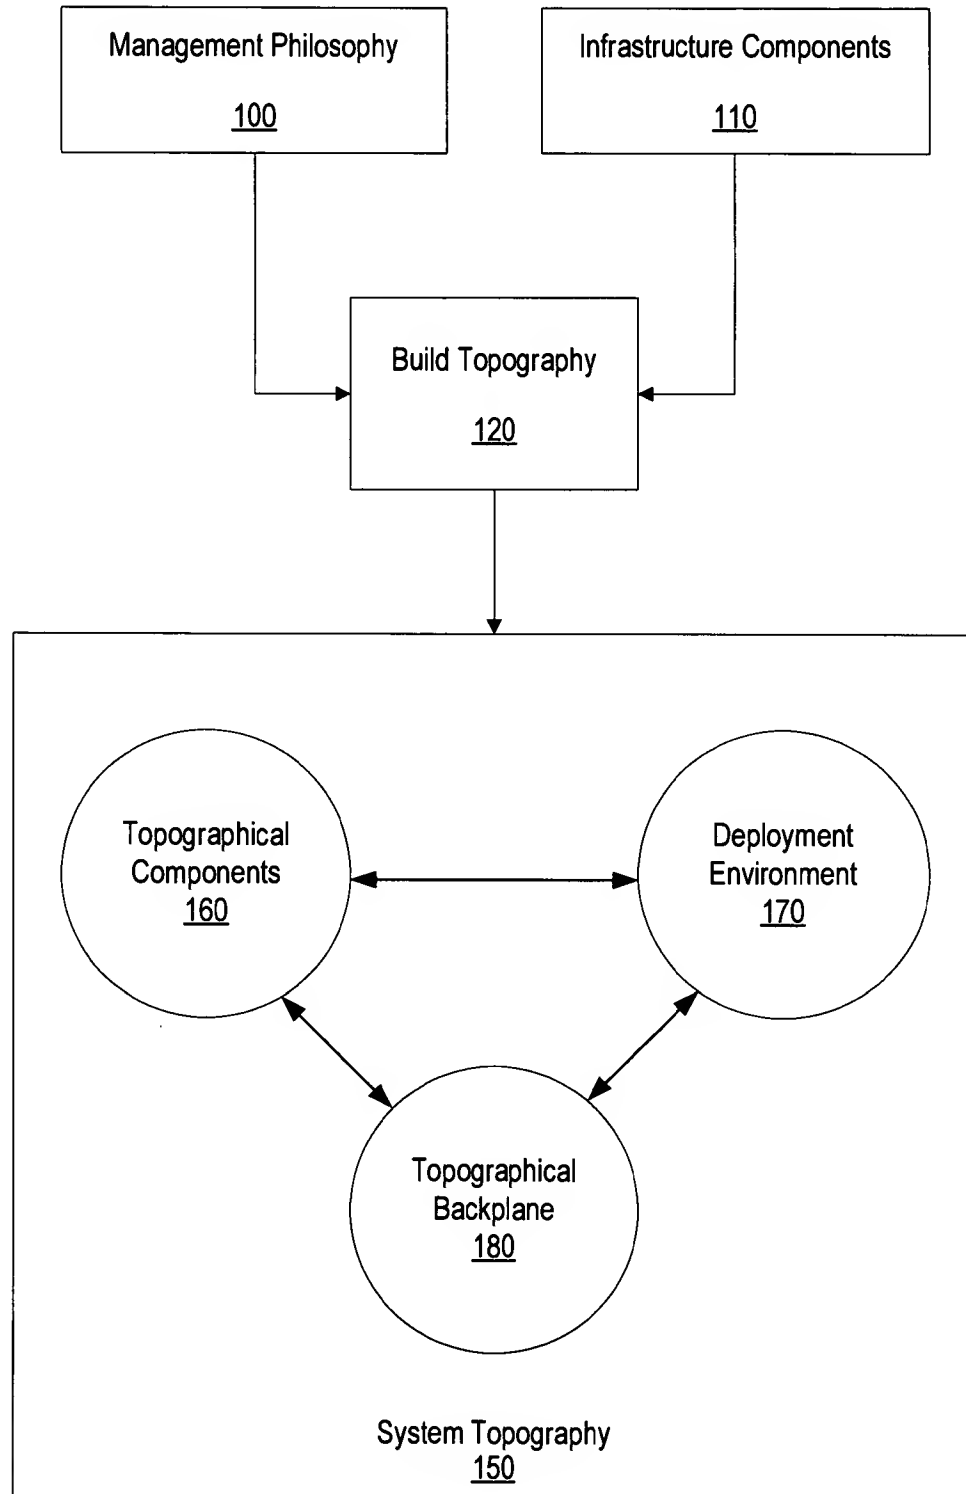 Management Philosophy
100
Infrastructure Components
110
Build Topography
120
Topographical
Components
160
Deployment
Environment
170
Topographical
Backplane
180
System Topography
150